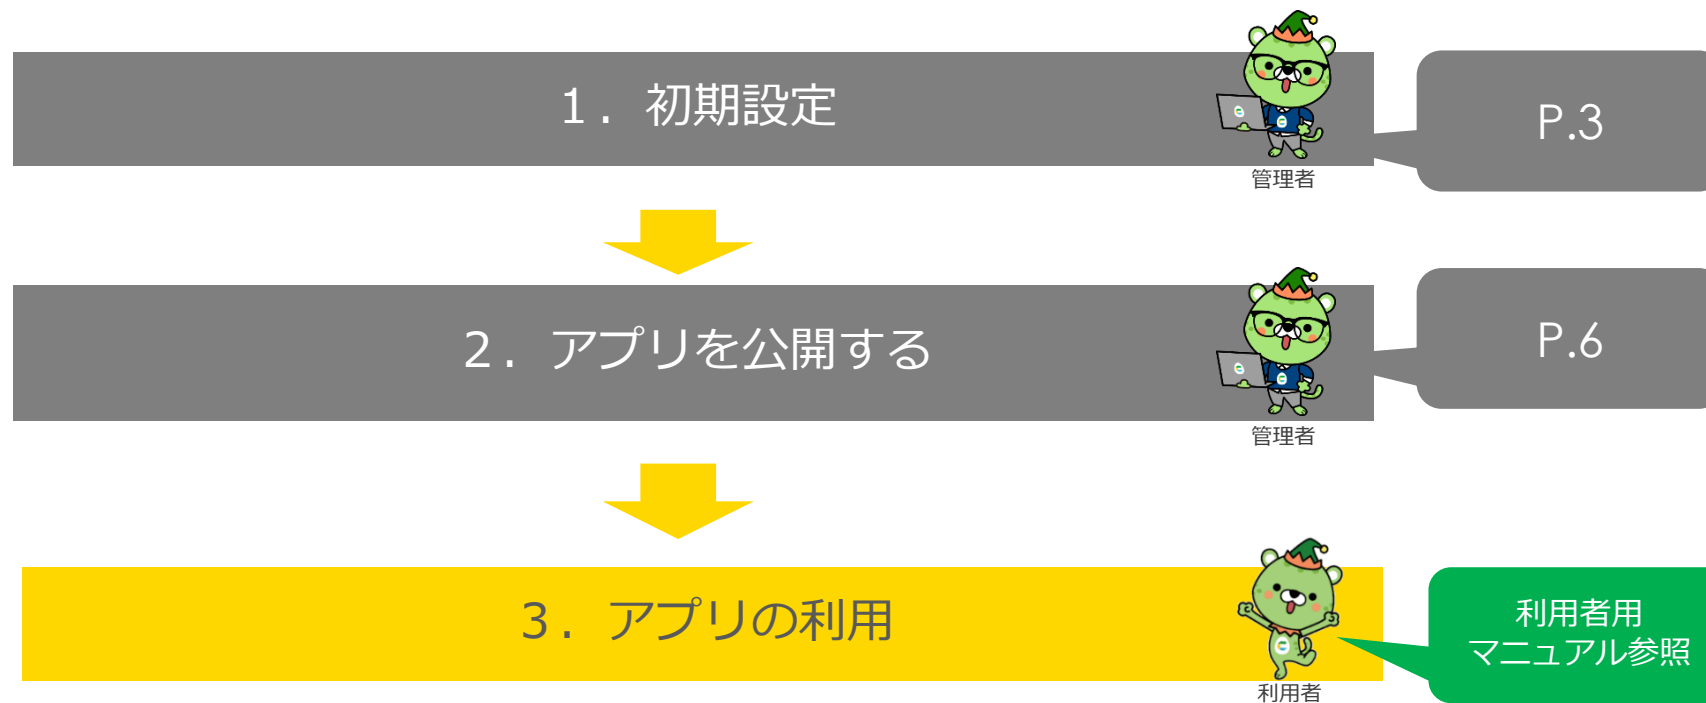 １．初期設定
P.3
管理者
２．アプリを公開する
P.6
管理者
３．アプリの利用
利用者用
マニュアル参照
利用者